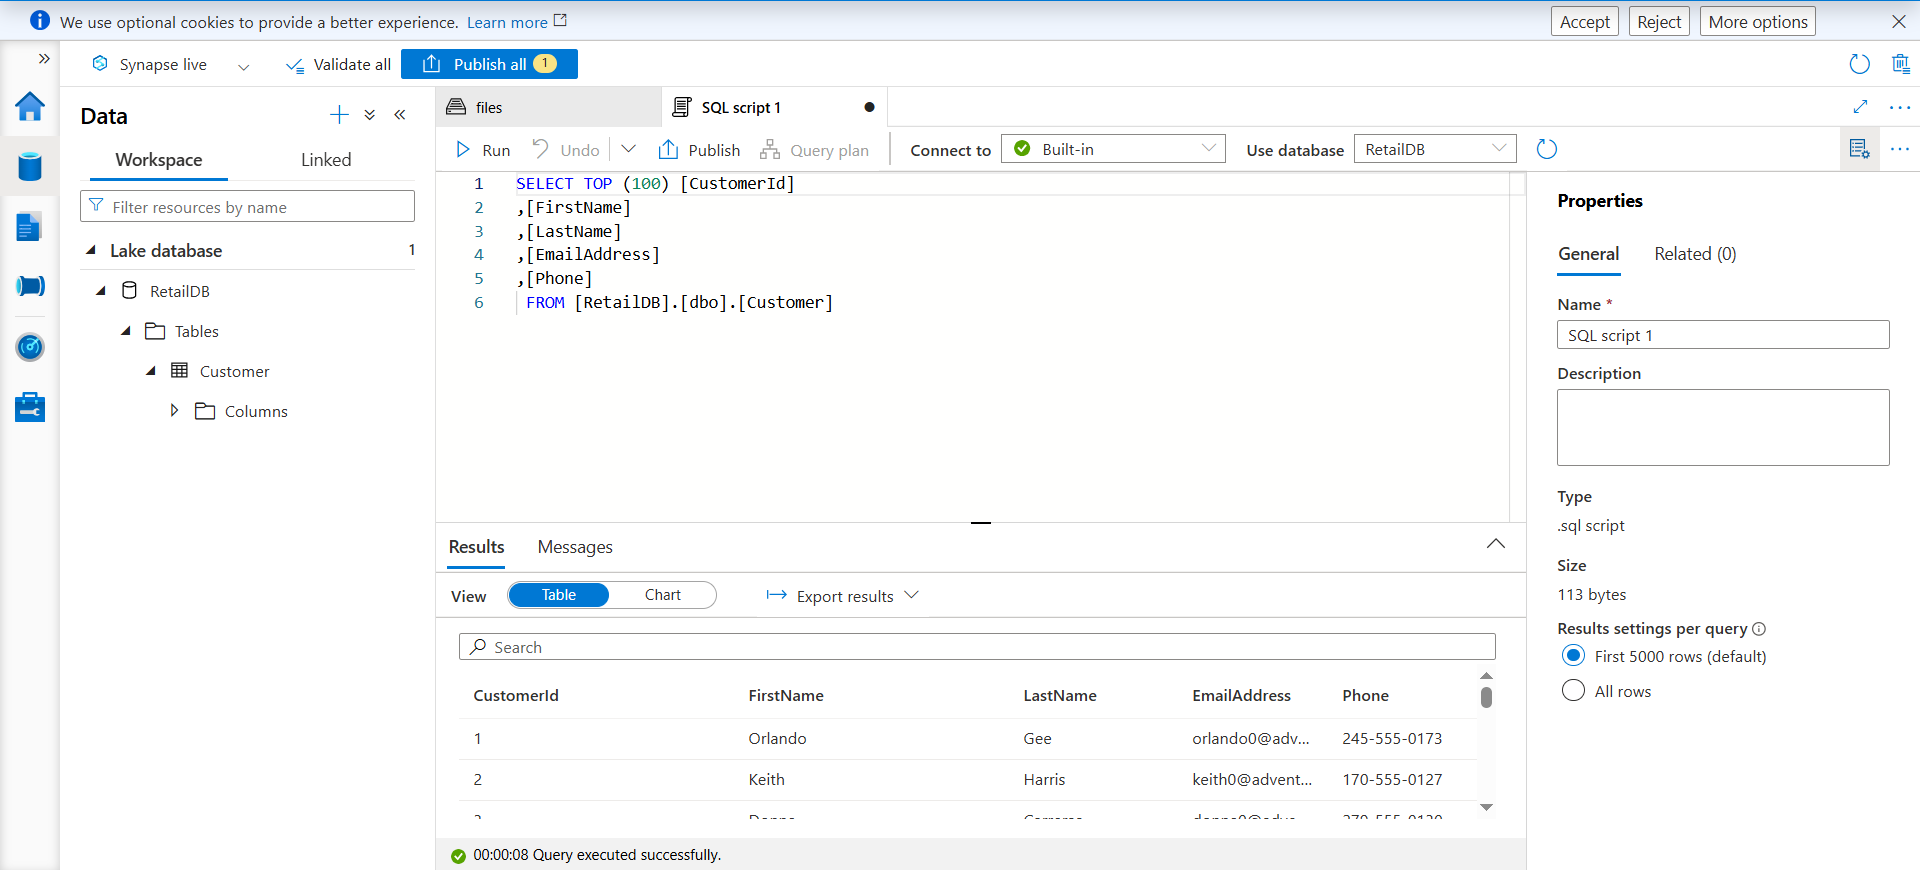 We use optional cookies to provide a better experience. Learn more
Accept
Reject
More options
Synapse live
Validate all
Publish all 1
Data
Workspace
Linked
Filter resources by name
Lake database 1
RetailDB
Tables
Customer
Columns
files
SQL script 1
Run
Undo
Publish
Query plan
Connect to
Built-in
Use database
RetailDB
1 SELECT TOP (100) [CustomerId]
2 ,[FirstName]
3 ,[LastName]
4 ,[EmailAddress]
5 ,[Phone]
6 FROM [RetailDB].[dbo].[Customer]
Results
Messages
View
Table
Chart
Export results
Search
CustomerId FirstName LastName EmailAddress Phone
1 Orlando Gee orlando0@adv... 245-555-0173
2 Keith Harris keith0@advent... 170-555-0127
00:00:08 Query executed successfully.
Properties
General
Related (0)
Name *
SQL script 1
Description
Type
.sql script
Size
113 bytes
Results settings per query
First 5000 rows (default)
All rows